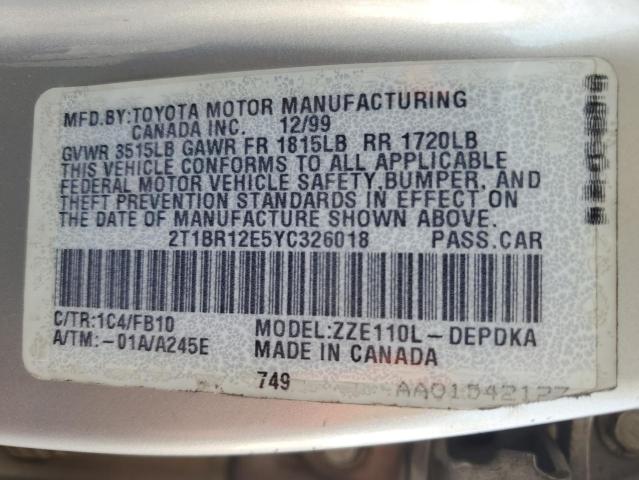 MFD.BY:TOYOTA MOTOR MANUFACTURING
CANADA INC. 12/99
GVWR 3515LB GAWR FR 1815LB RR 1720LB
THIS VEHICLE CONFORMS TO ALL APPLICABLE
FEDERAL MOTOR VEHICLE SAFETY,BUMPER, AND
THEFT PREVENTION STANDARDS IN EFFECT ON
THE DATE OF MANUFACTURE SHOWN ABOVE.
2T1BR12E5YC326018 PASS.CAR
C/TR:1C4/FB10 MODEL:ZZE110L-DEPDKA
A/TM:-01A/A245E MADE IN CANADA
749 AA01542127